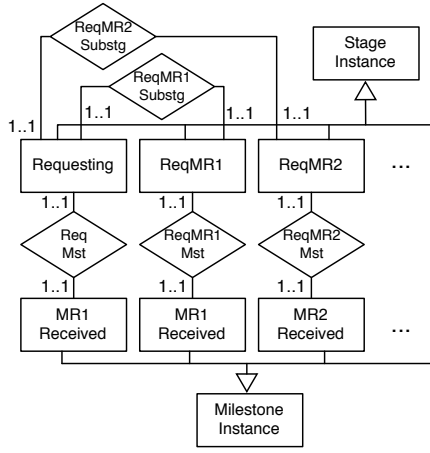 ReqMR2
Substg
Stage
Instance
ReqMR1
Substg
1..1
1..1
1..1
1..1
Requesting
ReqMR1
ReqMR2
...
1..1
1..1
1..1
Req
Mst
ReqMR1
Mst
ReqMR2
Mst
1..1
1..1
1..1
MR1
Received
MR1
Received
MR2
Received
...
Milestone
Instance